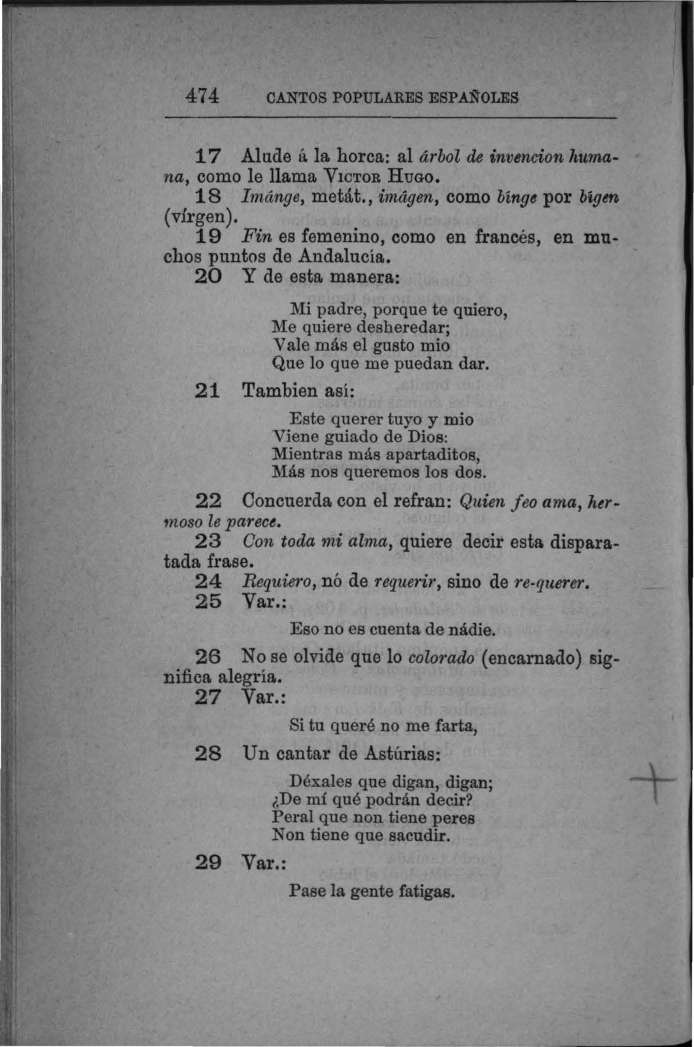 474 CANTOS POPULARES ESPAÑOLES
17 Alude á la horca: al árbol de invencion huma-
na, como le llama VICTOR HUGO.
18 Imánge, metát., imágen, como bínge por bígen
(vírgen).
19 Fin es femenino, como en francés, en mu-
chos puntos de Andalucía.
20 Y de esta manera:
Mi padre, porque te quiero,
Me quiere desheredar;
Vale más el gusto mio
Que lo que me puedan dar.
21 Tambien así:
Este querer tuyo y mio
Viene guiado de Dios:
Mientras más apartaditos,
Más nos queremos los dos.
22 Concuerda con el refran: Quien feo ama, her-
moso le parece.
23 Con toda mi alma, quiere decir esta dispara-
tada frase.
24 Requiero, nó de requerir, sino de re-querer.
25 Var.:
Eso no es cuenta de nádie.
26 No se olvide que lo colorado (encarnado) sig-
nifica alegría.
27 Var.:
Si tu queré no me farta,
28 Un cantar de Astúrias:
Déxales que digan, digan;
¿De mí qué podrán decir?
Peral que non tiene peres
Non tiene que sacudir.
29 Var.:
Pase la gente fatigas.